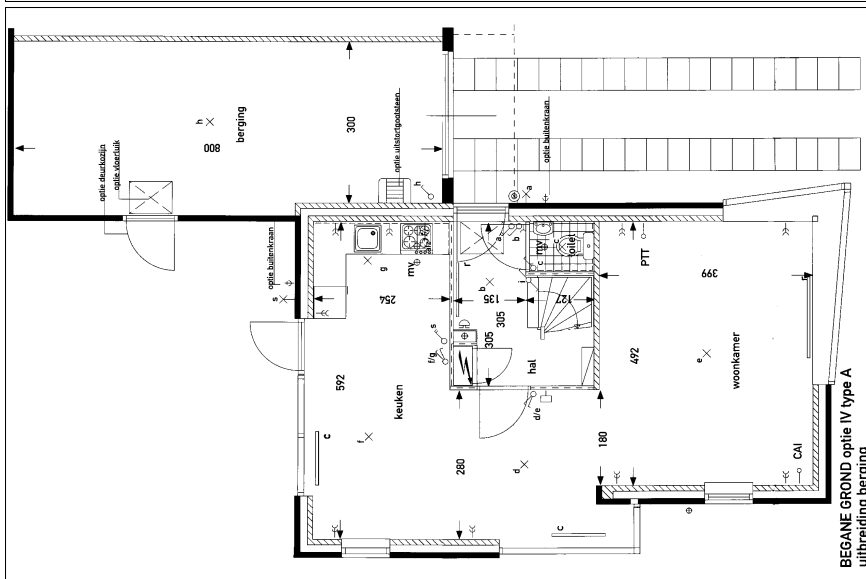 h
berging
800
300
optie deurkozijn
optie vloerluik
optie uitstortgootsteen
h
optie buitenkraan
a
optie buitenkraan
s
g
mv
254
r
a
b
mv
c
c
toilet
PTT
b
i
135
127
305
305
399
s
f/g
hal
592
keuken
492
e
woonkamer
c
f
d/e
280
d
180
CAI
c
BEGANE GROND optie IV type A
uitbreiding berging